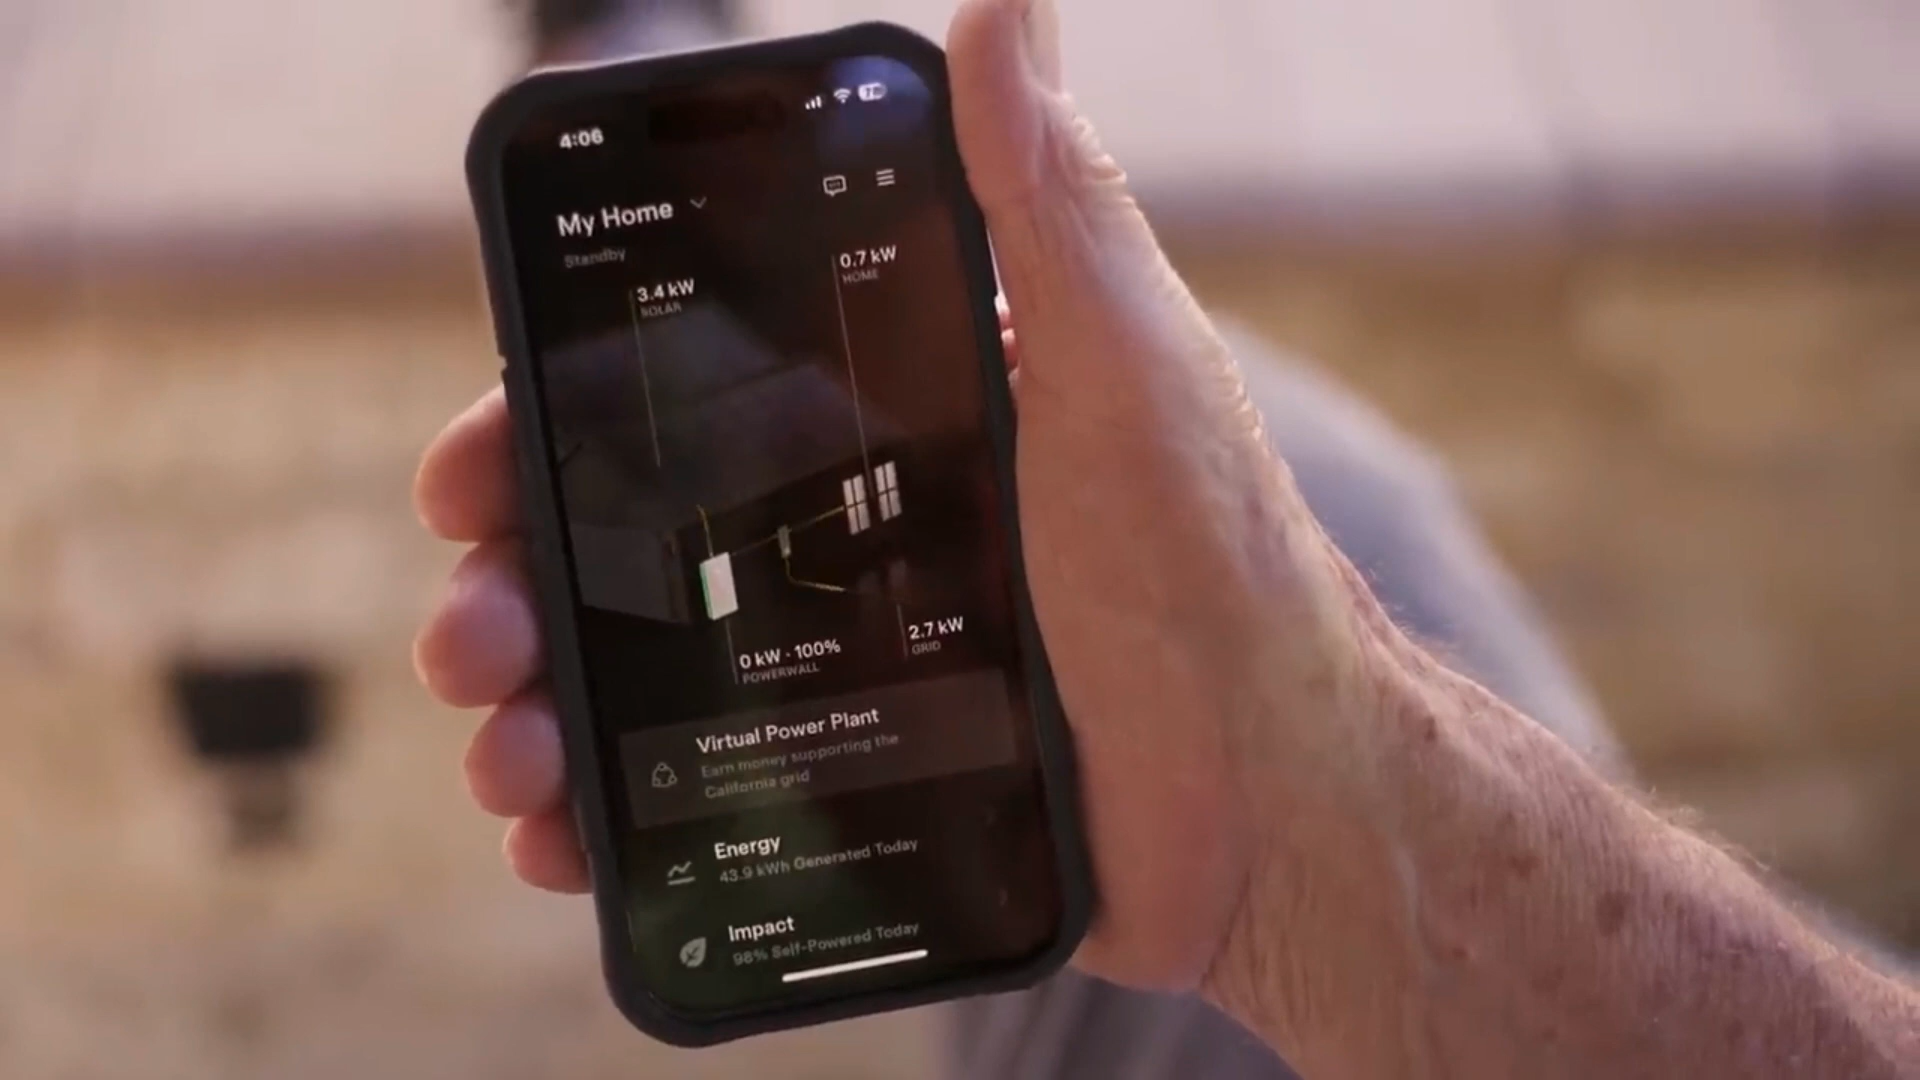 4:06
My Home
Standby
0.7 kW
HOME
3.4 kW
SOLAR
0 kW · 100%
POWERWALL
2.7 kW
GRID
Virtual Power Plant
Earn money supporting the
California grid
Energy
43.9 kWh Generated Today
Impact
98% Self-Powered Today